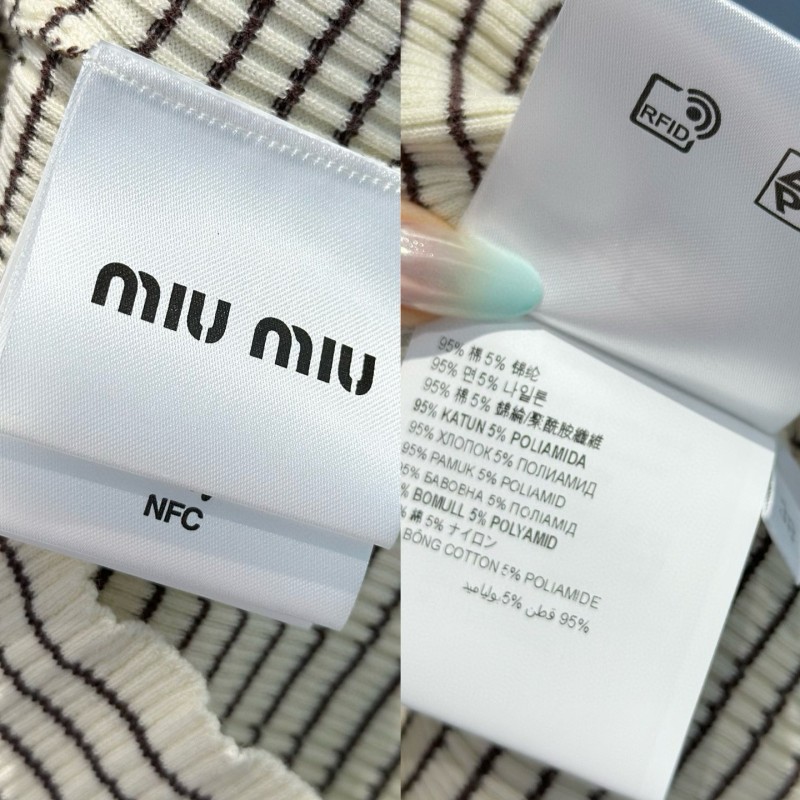 miu miu
NFC
RFID
95% 棉 5% 锦纶
95% 면 5% 나일론
95% 棉 5% 錦綸/聚酰胺纖維
95% KATUN 5% POLIAMIDA
95% ХЛОПОК 5% ПОЛИАМИД
95% PAMUK 5% POLIAMID
95% БАВОВНА 5% ПОЛІАМІД
% BOMULL 5% POLYAMID
% 綿 5% ナイロン
BÔNG COTTON 5% POLIAMIDE
95% قطن 5% بولياميد